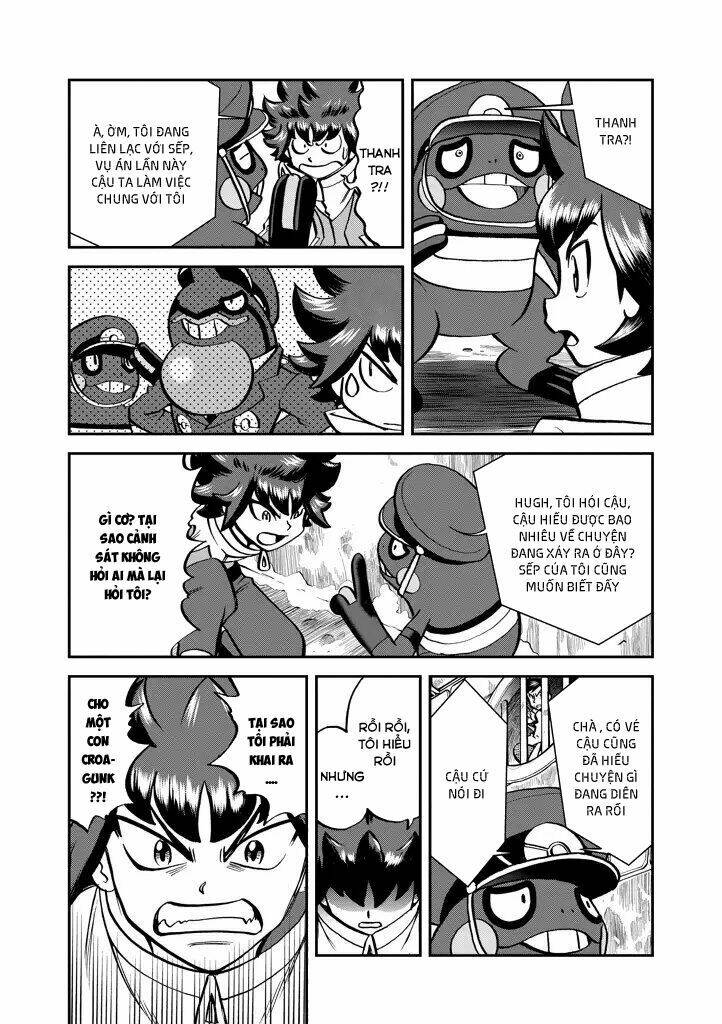 THANH
TRA?!
THANH
TRA
?!!
À, ỜM, TÔI ĐANG
LIÊN LẠC VỚI SẾP,
VỤ ÁN LẦN NÀY
CẬU TA LÀM VIỆC
CHUNG VỚI TÔI
HUGH, TÔI HỎI CẬU,
CẬU HIỂU ĐƯỢC BAO
NHIÊU VỀ CHUYỆN
ĐANG XẢY RA Ở ĐÂY?
SẾP CỦA TÔI CŨNG
MUỐN BIẾT ĐẤY
GÌ CƠ? TẠI
SAO CẢNH
SÁT KHÔNG
HỎI AI MÀ LẠI
HỎI TÔI?
CHÀ , CÓ VẺ
CẬU CŨNG
ĐÃ HIỂU
CHUYỆN GÌ
ĐANG DIÊN
RA RỒI
CẬU CỨ
NÓI ĐI
RỒI RỒI,
TÔI HIỂU
RỒI
NHƯNG
...
TẠI SAO
TÔI PHẢI
KHAI RA
....
CHO
MỘT
CON
CROA-
GUNK
??!